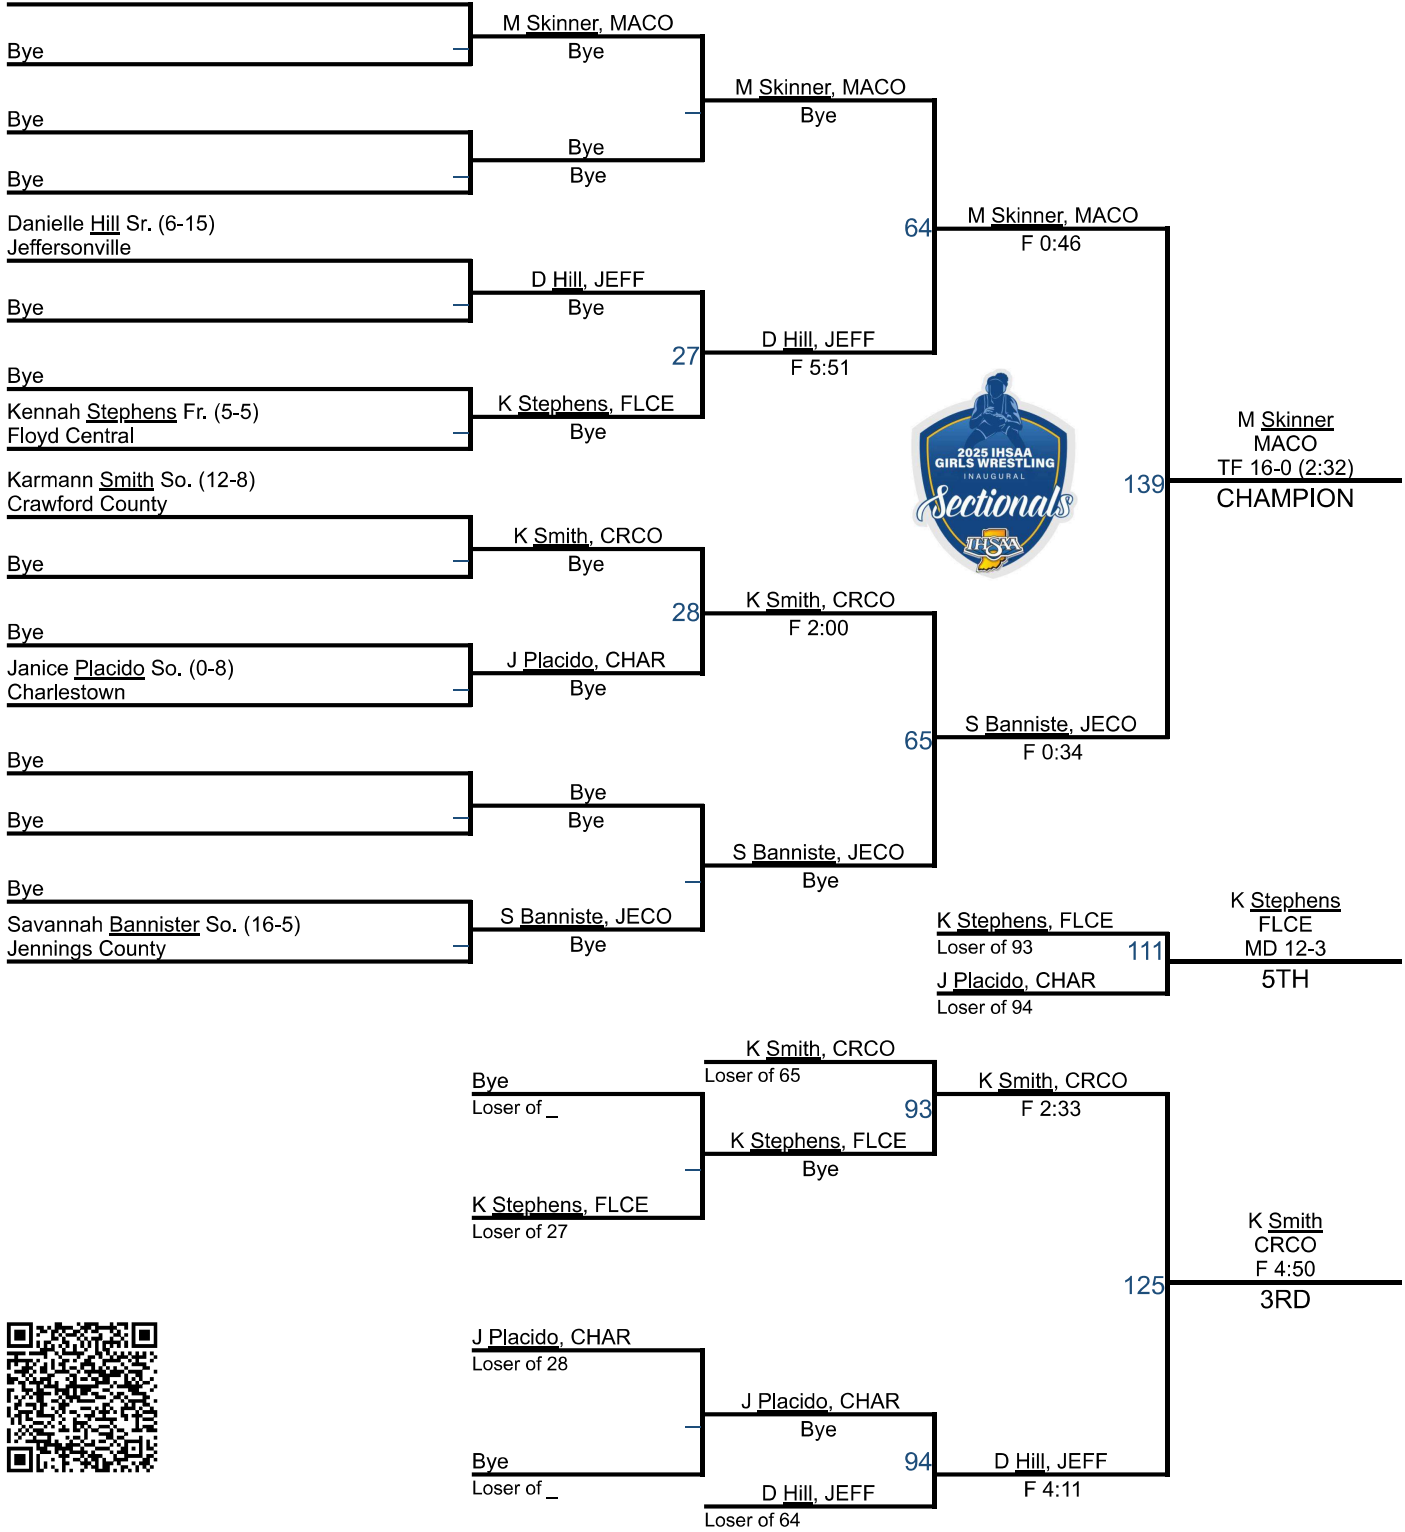 M Skinner, MACO
Bye
Bye
M Skinner, MACO
Bye
Bye
Bye
Bye
Bye
Danielle Hill Sr. (6-15)
Jeffersonville
64
M Skinner, MACO
F 0:46
D Hill, JEFF
Bye
Bye
27
D Hill, JEFF
F 5:51
Bye
Kennah Stephens Fr. (5-5)
Floyd Central
K Stephens, FLCE
Bye
2025 IHSAA
GIRLS WRESTLING
INAUGURAL
Sectionals
IHSAA
M Skinner
MACO
TF 16-0 (2:32)
CHAMPION
139
Karmann Smith So. (12-8)
Crawford County
K Smith, CRCO
Bye
Bye
28
K Smith, CRCO
F 2:00
Bye
Janice Placido So. (0-8)
Charlestown
J Placido, CHAR
Bye
65
S Banniste, JECO
F 0:34
Bye
Bye
Bye
Bye
S Banniste, JECO
Bye
Bye
Savannah Bannister So. (16-5)
Jennings County
S Banniste, JECO
Bye
K Stephens, FLCE
Loser of 93
111
J Placido, CHAR
Loser of 94
K Stephens
FLCE
MD 12-3
5TH
K Smith, CRCO
Loser of 65
Bye
Loser of _
93
K Smith, CRCO
F 2:33
K Stephens, FLCE
Bye
K Stephens, FLCE
Loser of 27
125
K Smith
CRCO
F 4:50
3RD
J Placido, CHAR
Loser of 28
J Placido, CHAR
Bye
Bye
Loser of _
94
D Hill, JEFF
F 4:11
D Hill, JEFF
Loser of 64